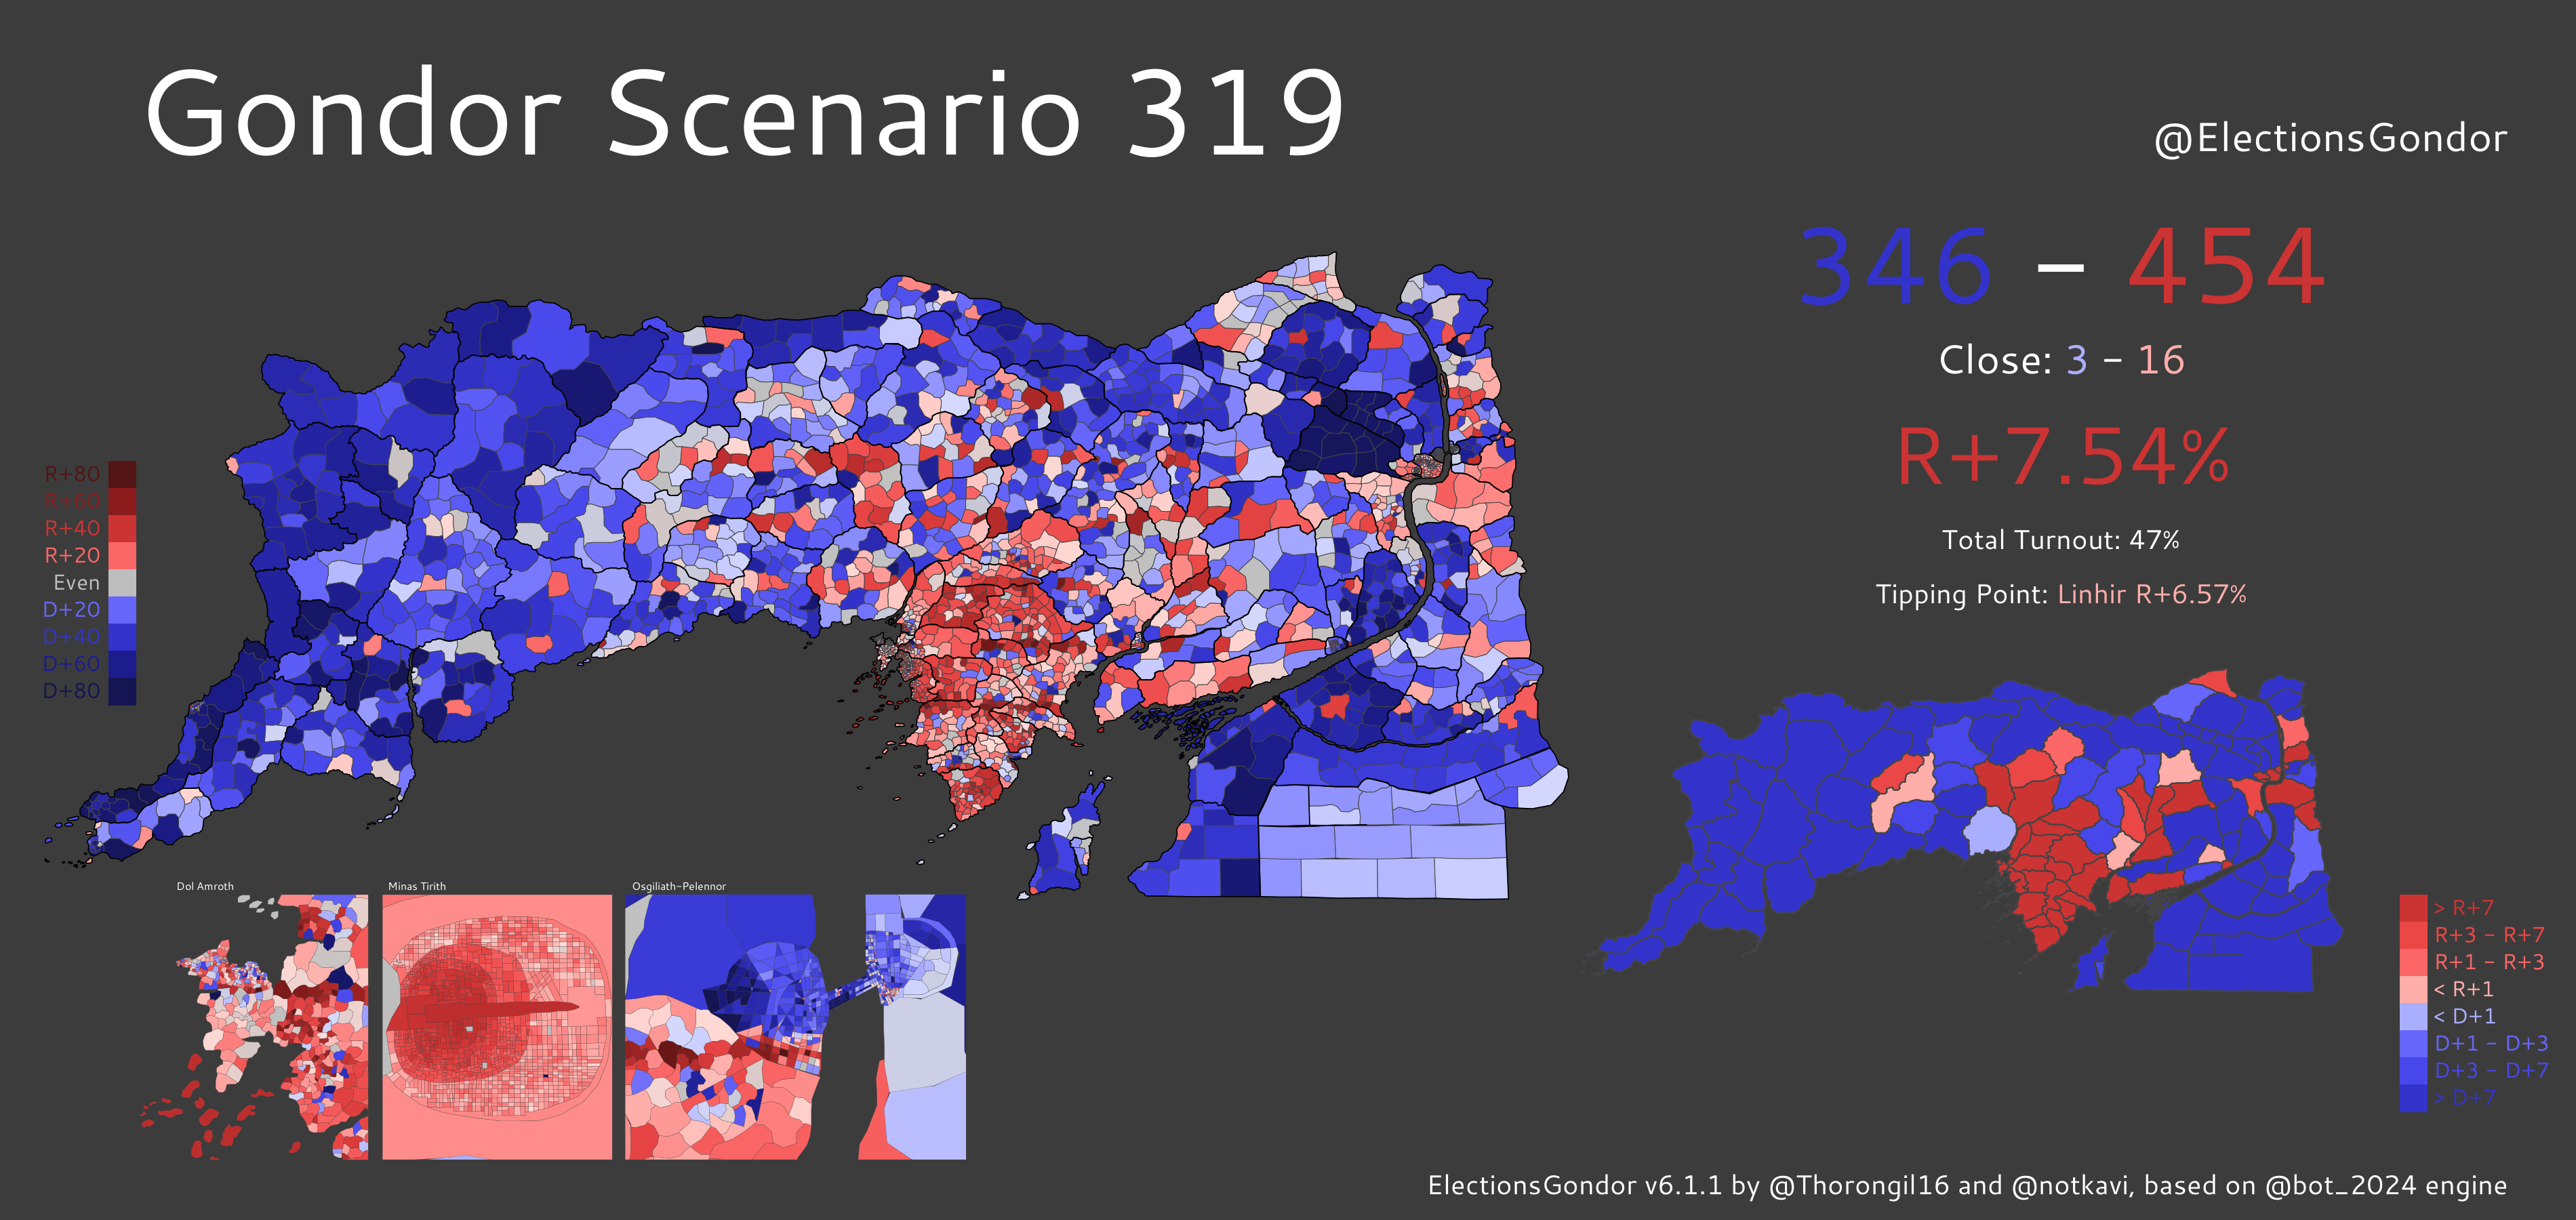 Gondor Scenario 319
@ElectionsGondor
346 – 454
Close: 3 – 16
R+7.54%
Total Turnout: 47%
Tipping Point: Linhir R+6.57%
R+80
R+60
R+40
R+20
Even
D+20
D+40
D+60
D+80
Dol Amroth
Minas Tirith
Osgiliath-Pelennor
> R+7
R+3 – R+7
R+1 – R+3
< R+1
< D+1
D+1 – D+3
D+3 – D+7
> D+7
ElectionsGondor v6.1.1 by @Thorongil16 and @notkavi, based on @bot_2024 engine